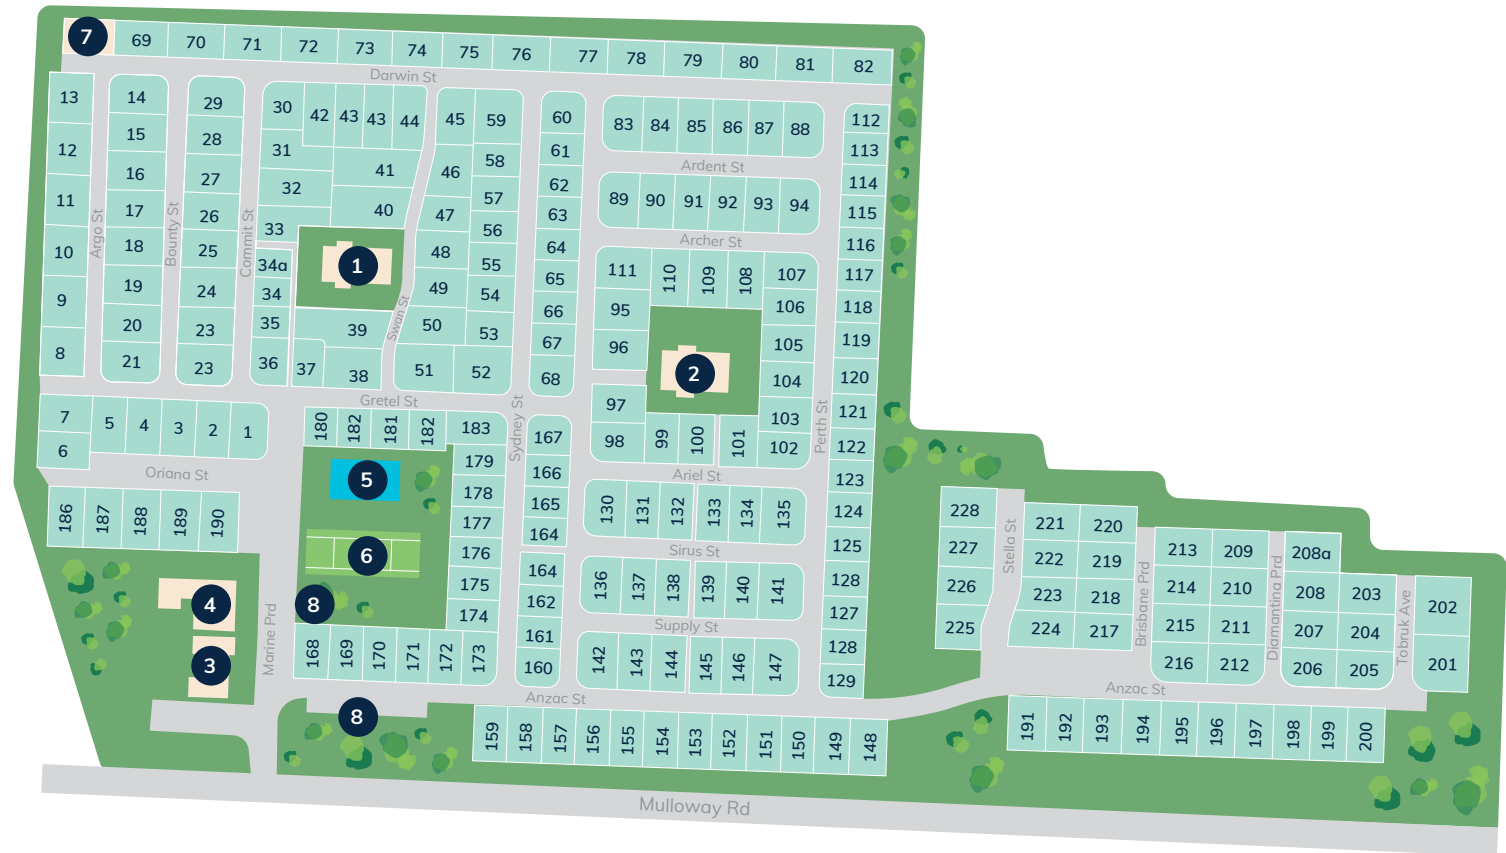 7 69 70 71 72 73 74 75 76 77 78 79 80 81 82
Darwin St
13 14 29 30 42 43 43 44 45 59 60 83 84 85 86 87 88 112
12 15 28 31 41 46 58 61 Ardent St 113
11 16 27 32 40 47 57 62 89 90 91 92 93 94 114
17 26 33 56 63 115
Argo St Bounty St Commit St Archer St
10 18 25 34a 1 48 55 64 111 110 109 108 107 116
9 19 24 34 49 54 65 95 106 117
20 23 35 39 Swan St 50 53 66 96 2 105 118
8 21 23 36 37 38 51 52 67 104 119
68 97 103 120
Gretel St
Sydney St Perth St
7 5 4 3 2 1 180 182 181 182 183 167 98 99 100 101 102 121
6 179 166 122
Oriana St 5 178 165 Ariel St 123
186 187 188 189 190 177 164 130 131 132 133 134 135 124
6 176 164 Sirus St 125
4 8 175 162 136 137 138 139 140 141 128
174 161 Supply St 127
3 Marine Prd 168 169 170 171 172 173 160 142 143 144 145 146 147 128
129
228 Stella St 221 220 213 209 208a
227 222 219 Brisbane Prd 214 210 Diamantina Prd 208 203 Tobruk Ave 202
226 223 218 215 211 207 204
225 224 217 216 212 206 205 201
Anzac St Anzac St
8 159 158 157 156 155 154 153 152 151 150 149 148
191 192 193 194 195 196 197 198 199 200
Mulloway Rd